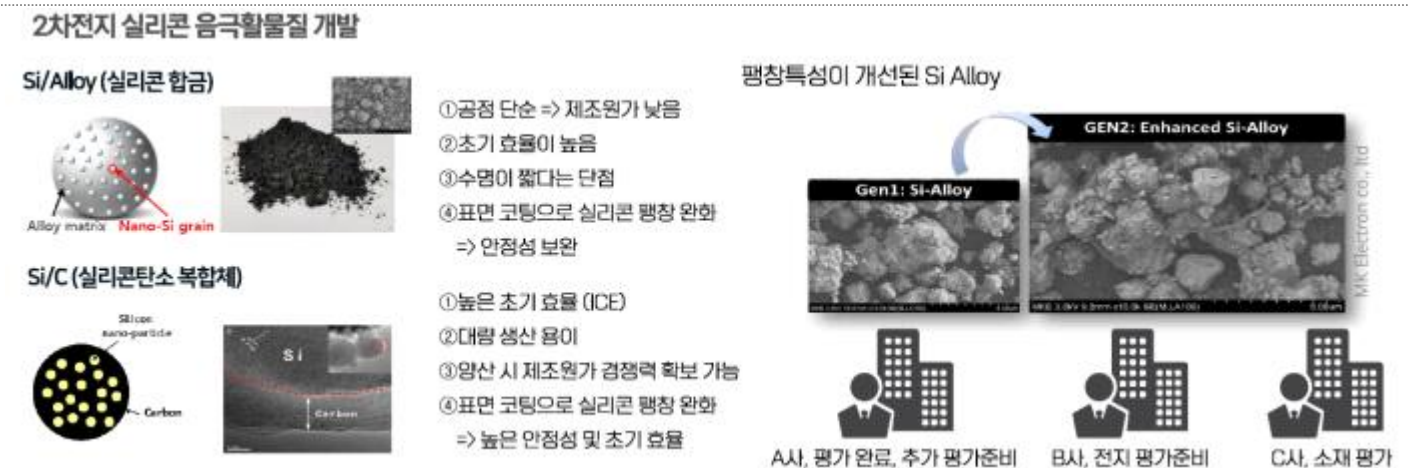 2차전지 실리콘 음극활물질 개발
Si/Alloy (실리콘 합금)
Alloy matrix
Nano-Si grain
①공점 단순 => 제조원가 낮음
②초기 효율이 높음
③수명이 짧다는 단점
④표면 코팅으로 실리콘 팽창 완화
=> 안정성 보완
Si/C (실리콘탄소 복합체)
Silicon
nano-particle
Carbon
Si
Carbon
①높은 초기 효율 (ICE)
②대량 생산 용이
③양산 시 제조원가 경쟁력 확보 가능
④표면 코팅으로 실리콘 팽창 완화
=> 높은 안정성 및 초기 효율
팽창특성이 개선된 Si Alloy
Gen1: Si-Alloy
GEN2: Enhanced Si-Alloy
MK Electron co., ltd
A사, 평가 완료, 추가 평가준비
B사, 전지 평가준비
C사, 소재 평가